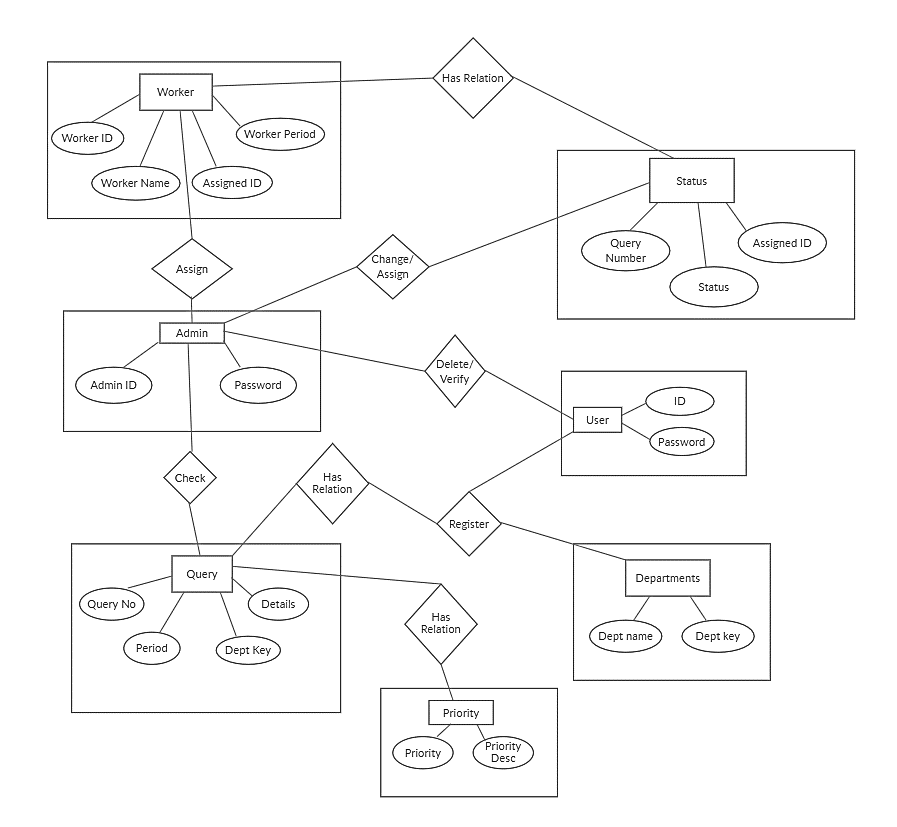 Has Relation
Worker
Worker ID
Worker Period
Worker Name
Assigned ID
Status
Query
Number
Assigned ID
Status
Assign
Change/
Assign
Admin
Admin ID
Password
Delete/
Verify
User
ID
Password
Check
Has
Relation
Register
Query
Query No
Details
Period
Dept Key
Departments
Dept name
Dept key
Has
Relation
Priority
Priority
Priority
Desc